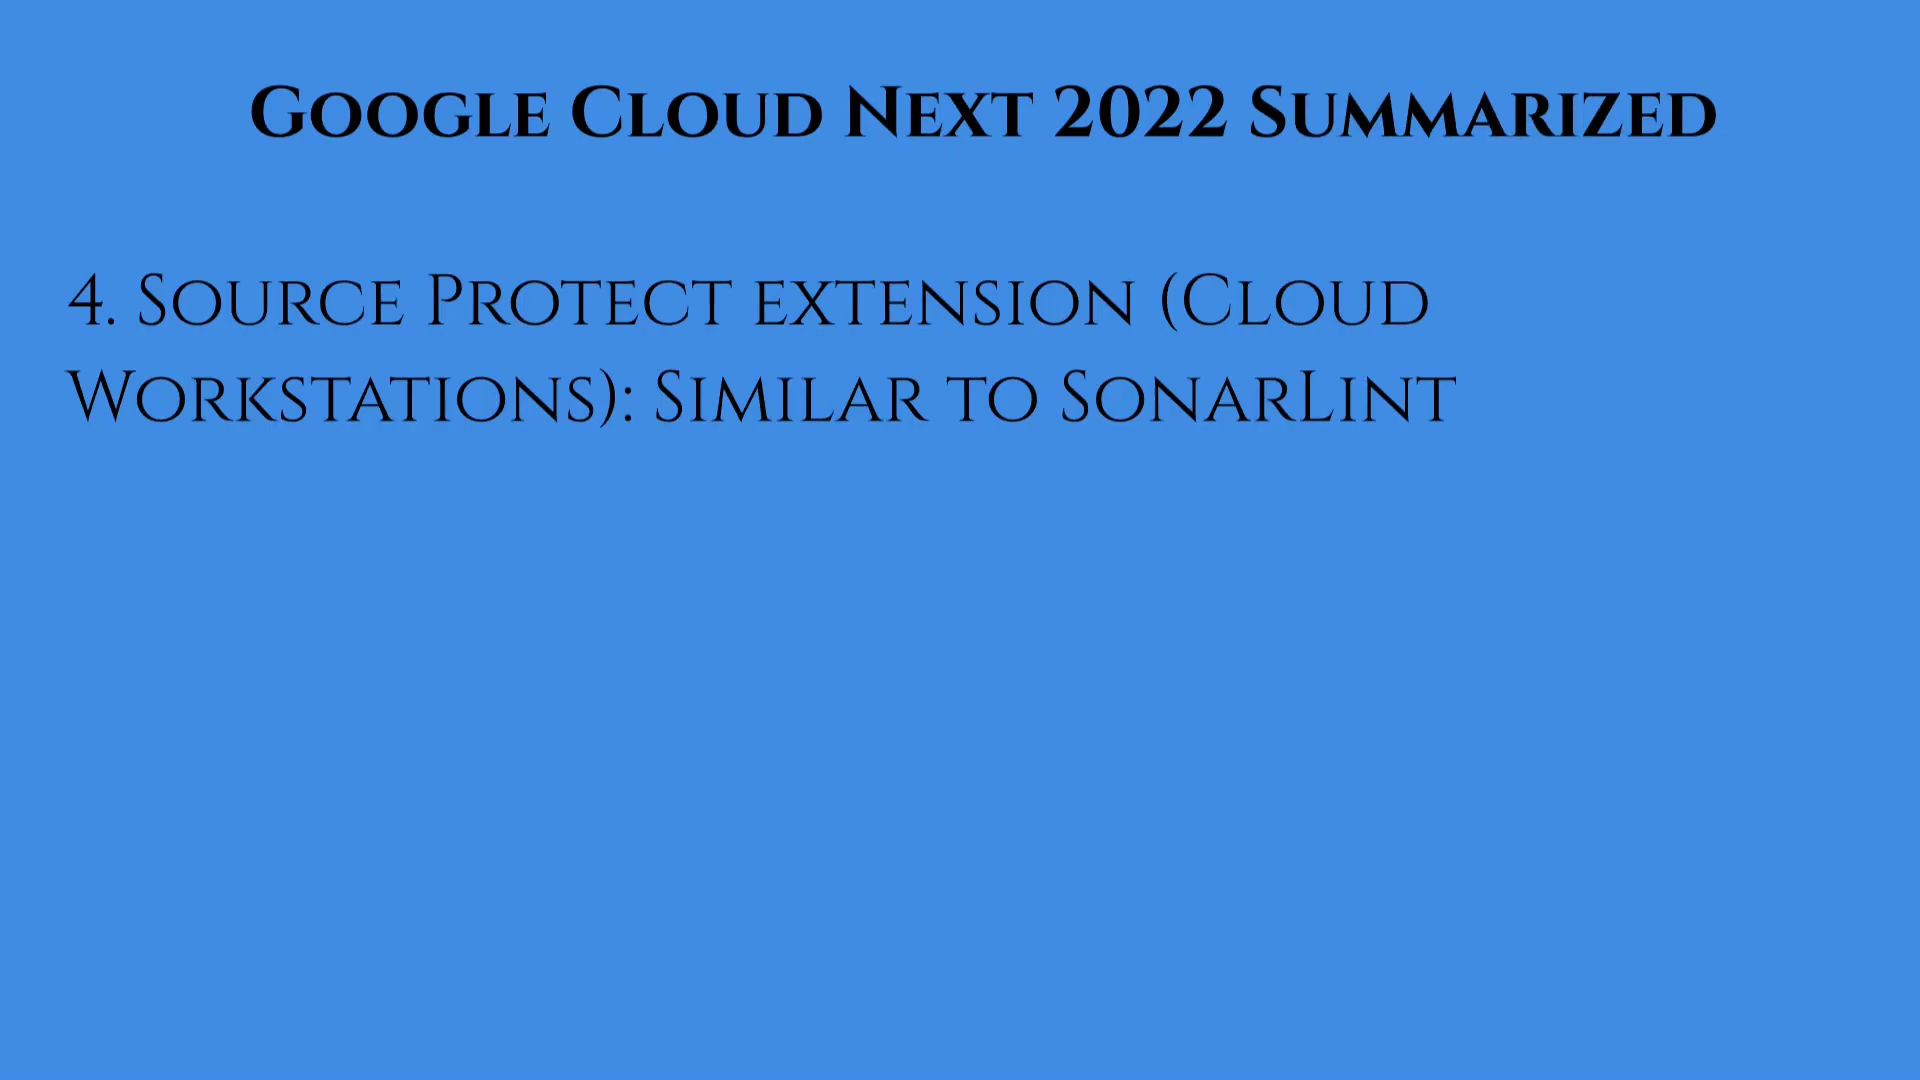 Google Cloud Next 2022 Summarized
4. Source Protect extension (Cloud
Workstations): Similar to SonarLint